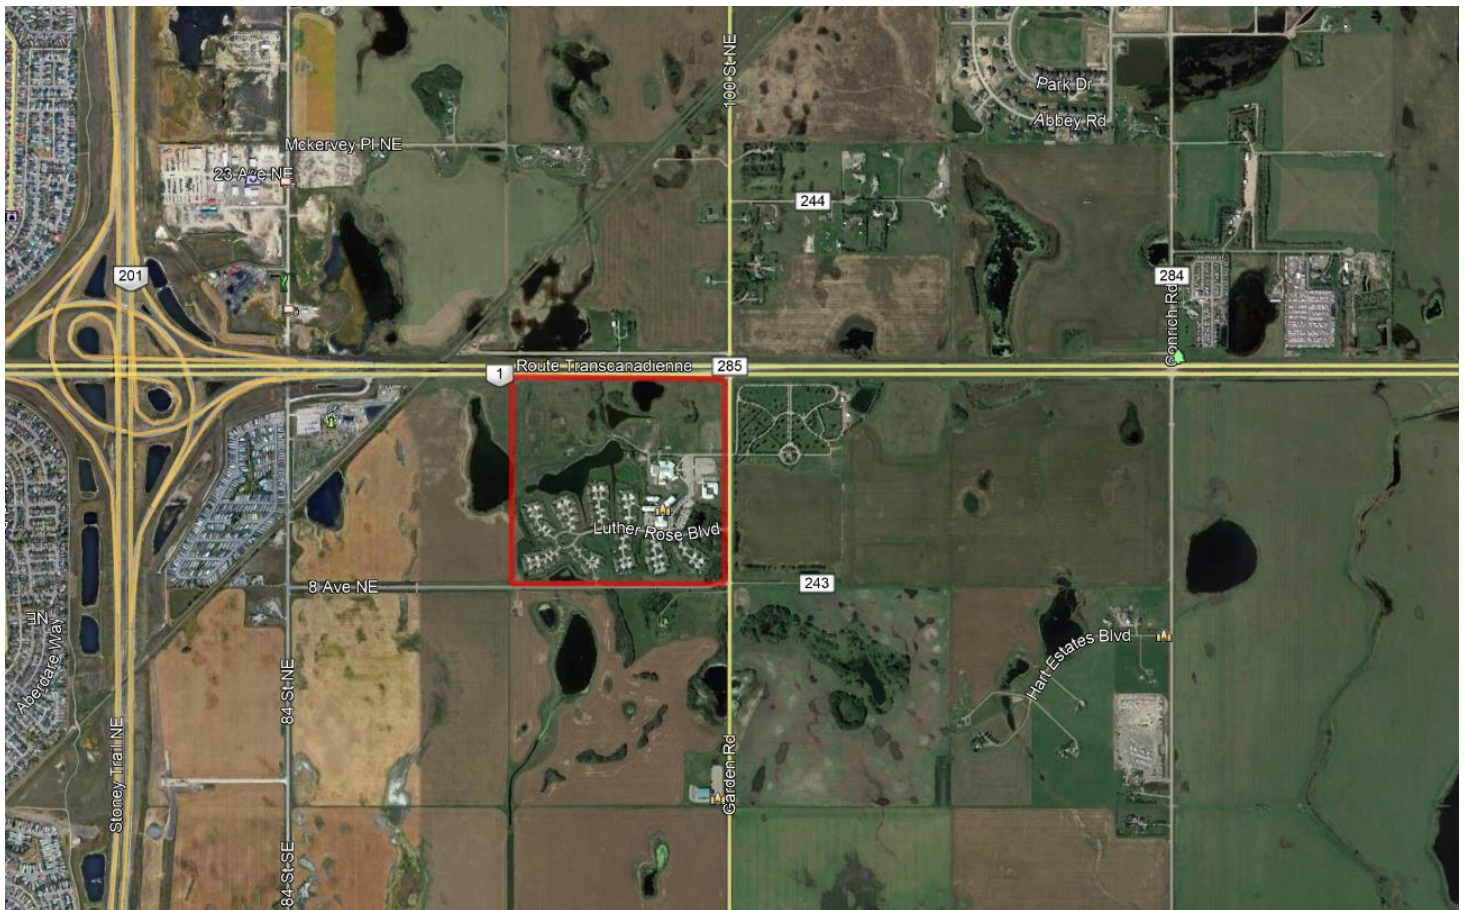 Park Dr
100 St NE
Abbey Rd
Mckervey Pl NE
23 Ave NE
244
201
284
Conrich Rd
Route Transcanadienne
285
1
Luther Rose Blvd
8 Ave NE
243
NE
Aberdare Way
Hart Estates Blvd
84 St NE
Stoney Trail NE
Garden Rd
84 St SE